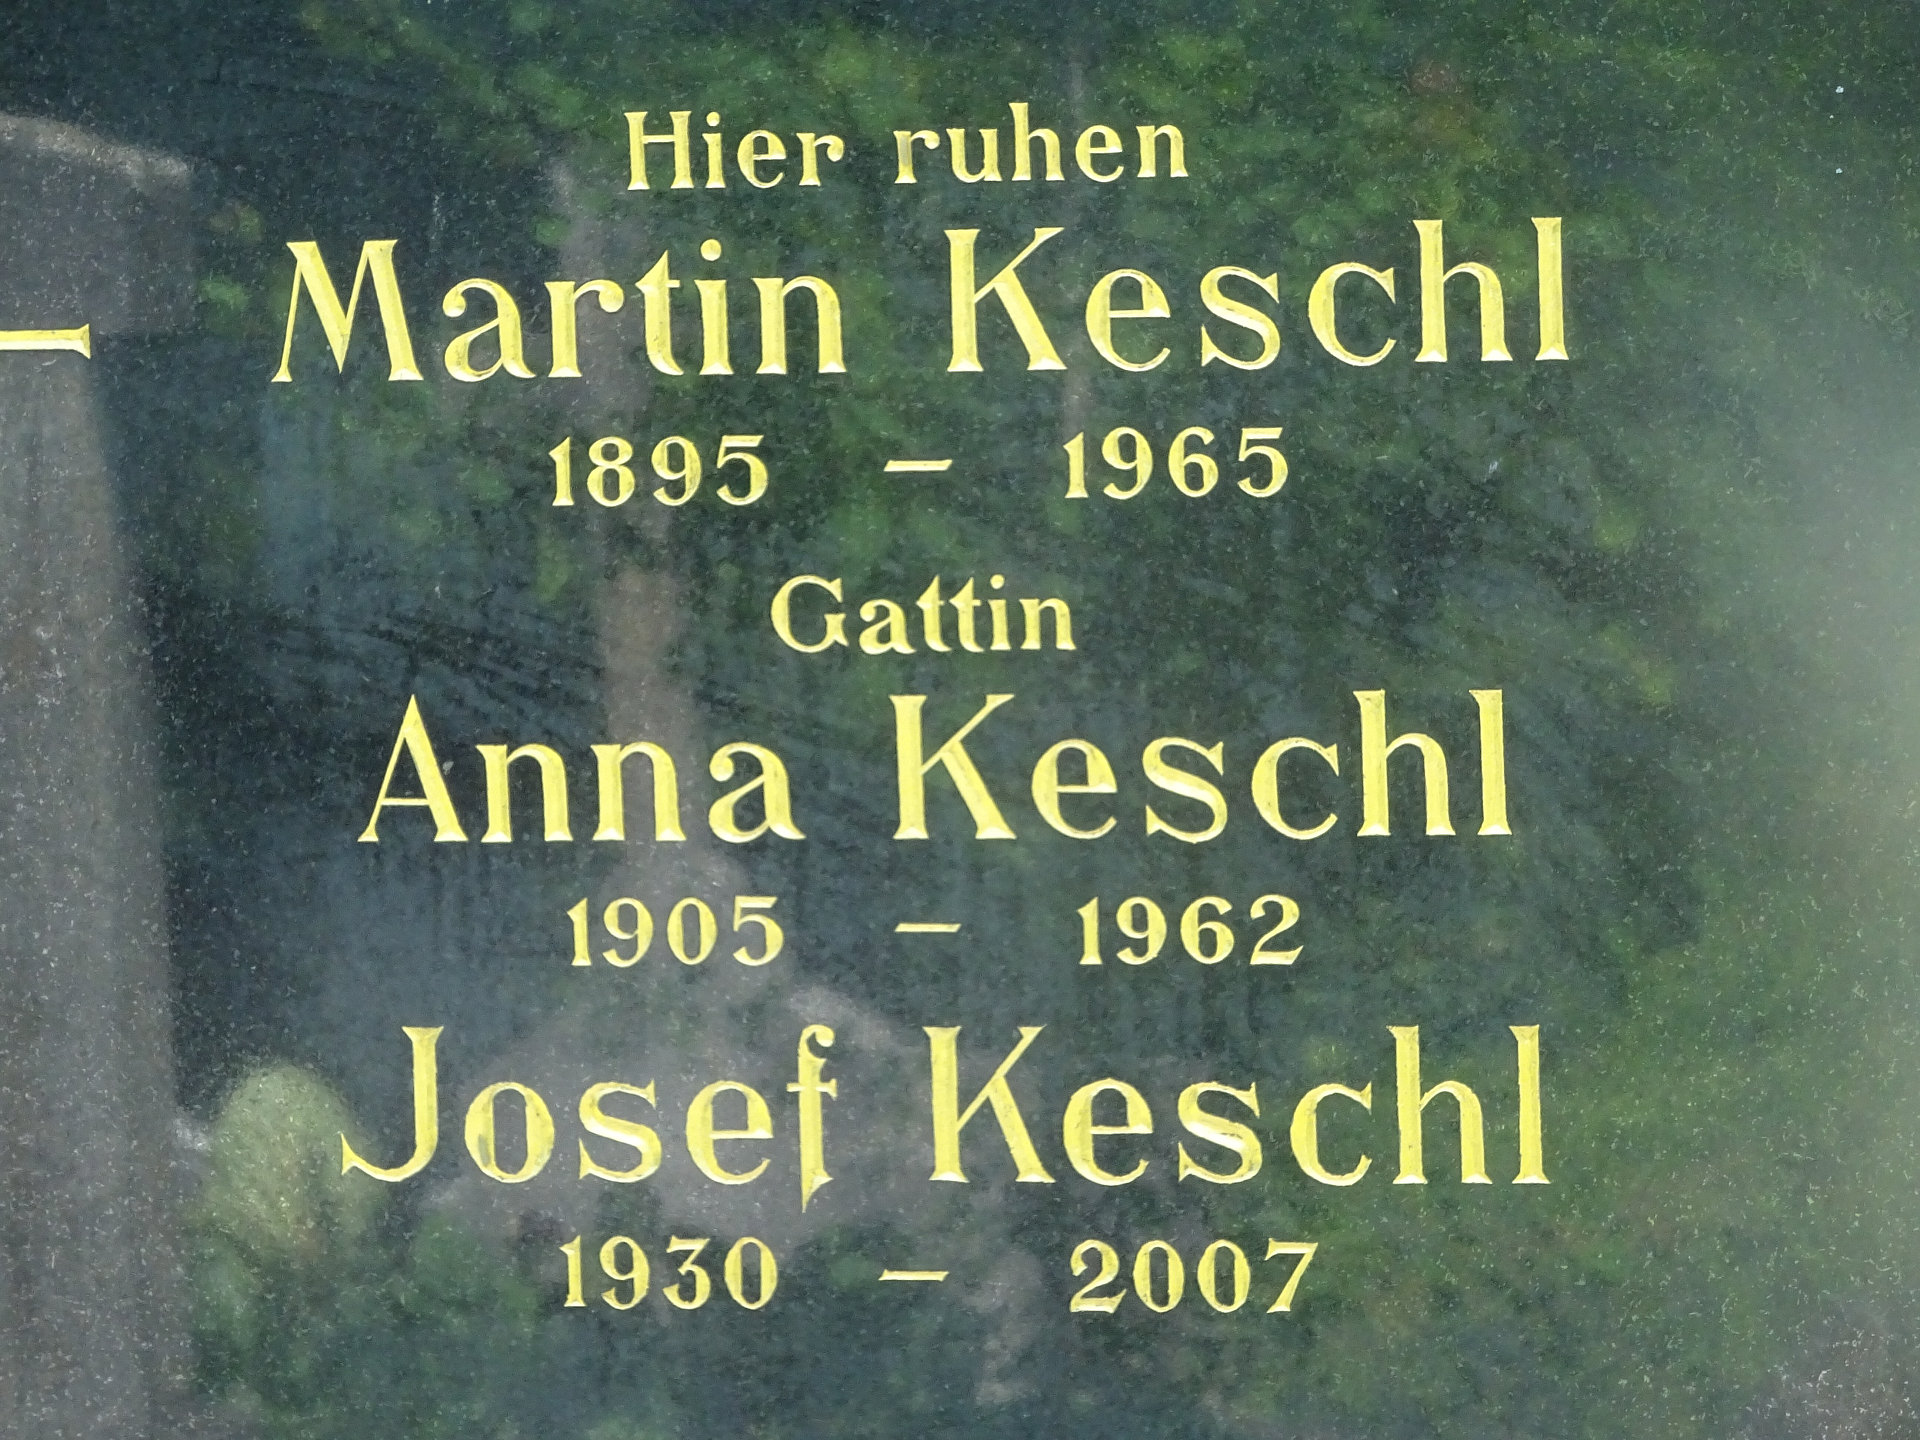 Hier ruhen
Martin Keschl
1895 – 1965
Gattin
Anna Keschl
1905 – 1962
Josef Keschl
1930 – 2007